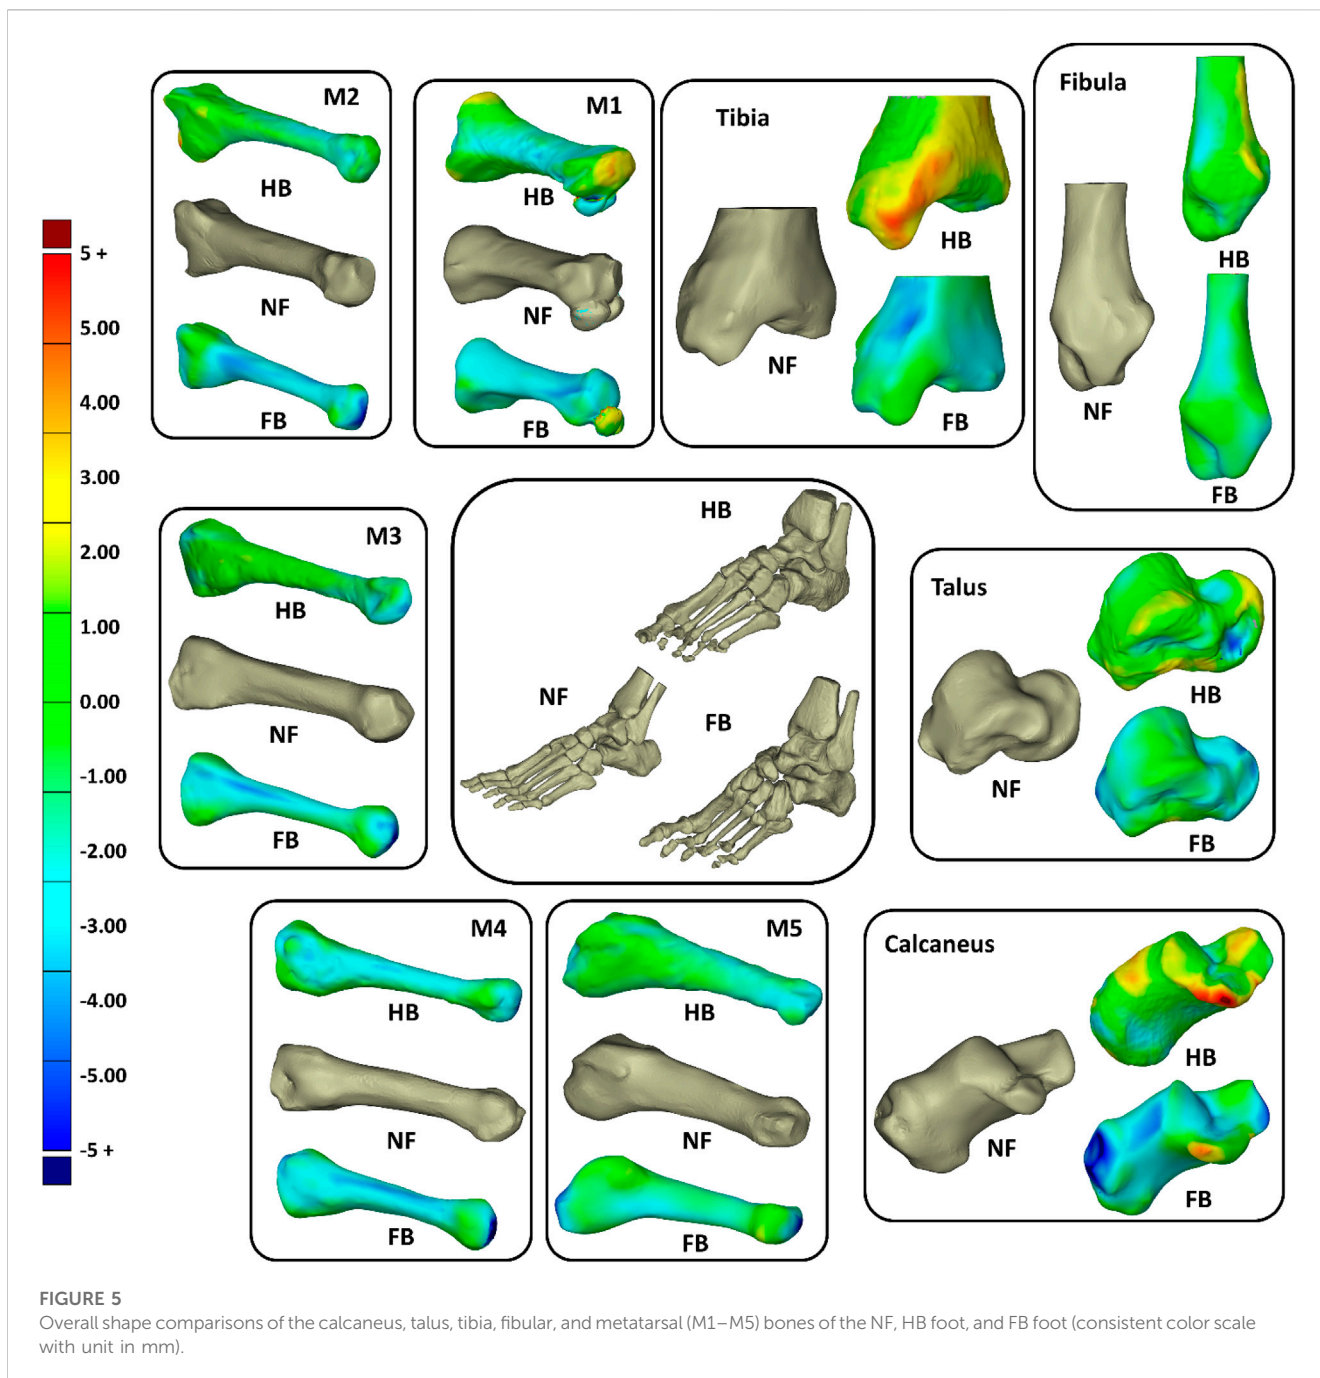 5 +
5.00
4.00
3.00
2.00
1.00
0.00
-1.00
-2.00
-3.00
-4.00
-5.00
-5 +
M2
HB
NF
FB
M1
HB
NF
FB
Tibia
HB
NF
FB
Fibula
HB
NF
FB
M3
HB
NF
FB
HB
NF
FB
Talus
HB
NF
FB
M4
HB
NF
FB
M5
HB
NF
FB
Calcaneus
HB
NF
FB
FIGURE 5
Overall shape comparisons of the calcaneus, talus, tibia, fibular, and metatarsal (M1–M5) bones of the NF, HB foot, and FB foot (consistent color scale
with unit in mm).